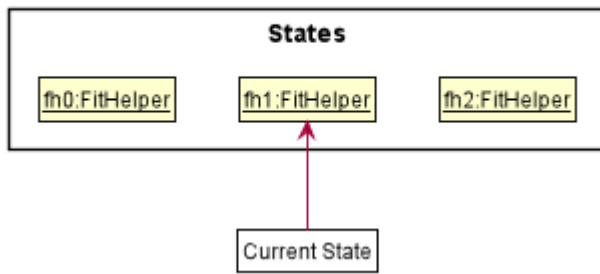 States
fh0:FitHelper
fh1:FitHelper
fh2:FitHelper
Current State